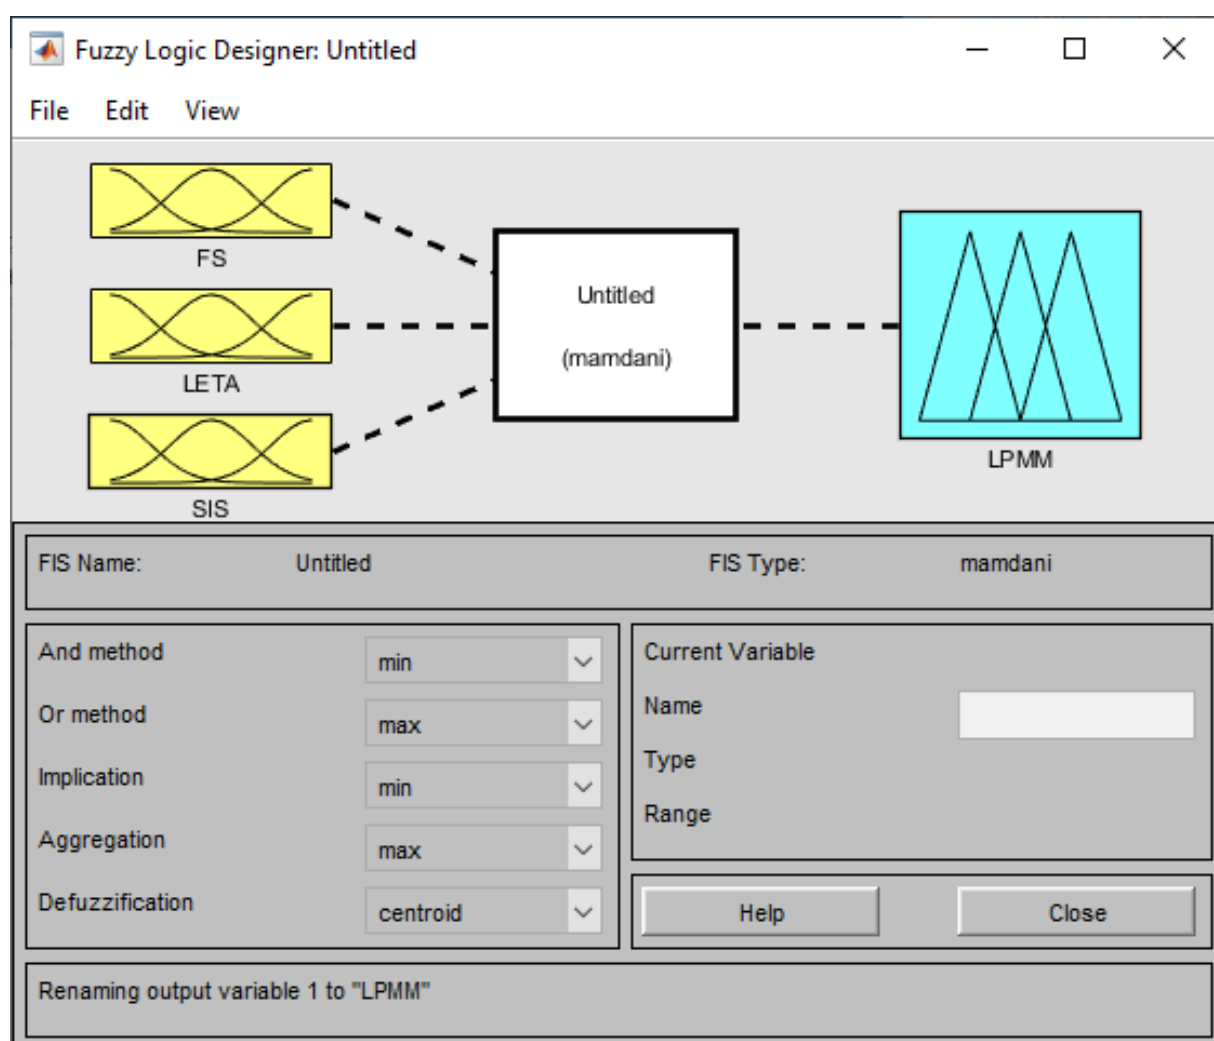 Fuzzy Logic Designer: Untitled
File Edit View
FS
LETA
SIS
Untitled
(mamdani)
LPMM
FIS Name: Untitled FIS Type: mamdani
And method min
Or method max
Implication min
Aggregation max
Defuzzification centroid
Current Variable
Name
Type
Range
Help Close
Renaming output variable 1 to "LPMM"